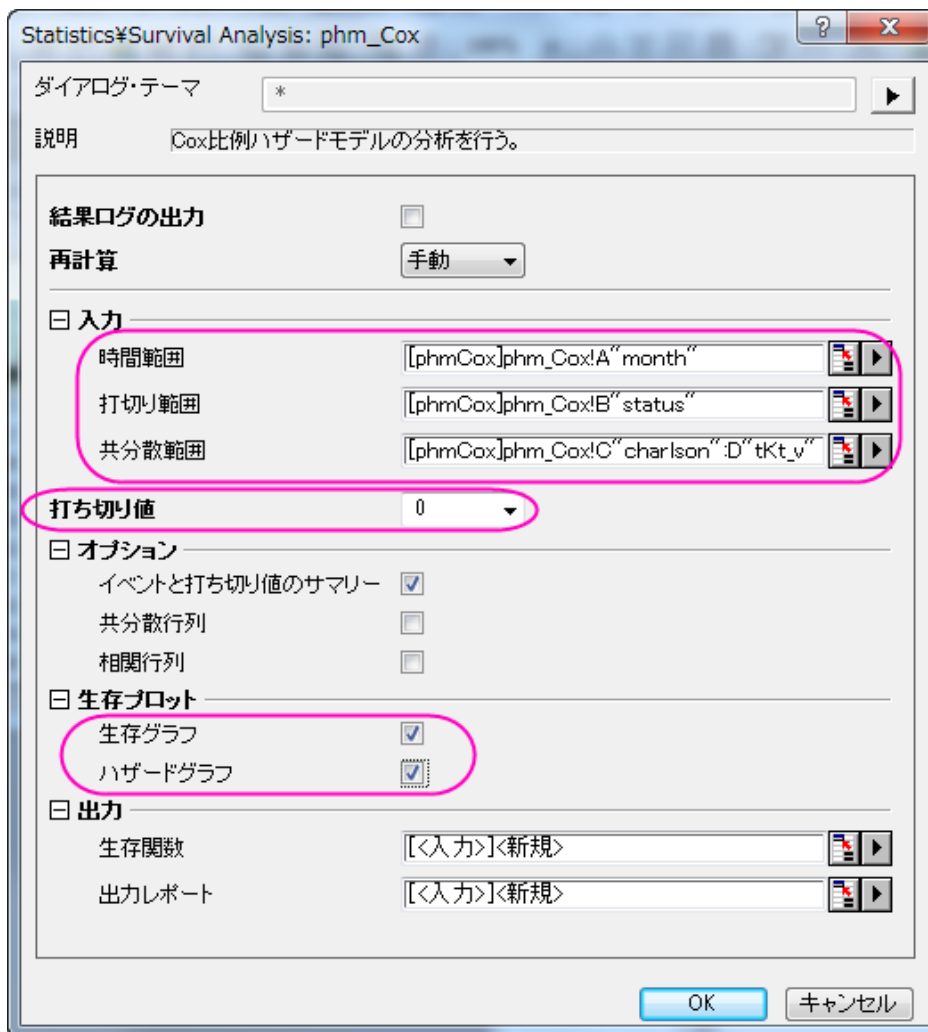 Statistics¥Survival Analysis: phm_Cox
ダイアログ・テーマ *
説明 Cox比例ハザードモデルの分析を行う。
結果ログの出力
再計算 手動
入力
時間範囲 [phmCox]phm_Cox!A"month"
打切り範囲 [phmCox]phm_Cox!B"status"
共分散範囲 [phmCox]phm_Cox!C"charlson":D"tKt_v"
打ち切り値 0
オプション
イベントと打ち切り値のサマリー
共分散行列
相関行列
生存プロット
生存グラフ
ハザードグラフ
出力
生存関数 [<入力>]<新規>
出力レポート [<入力>]<新規>
OK キャンセル